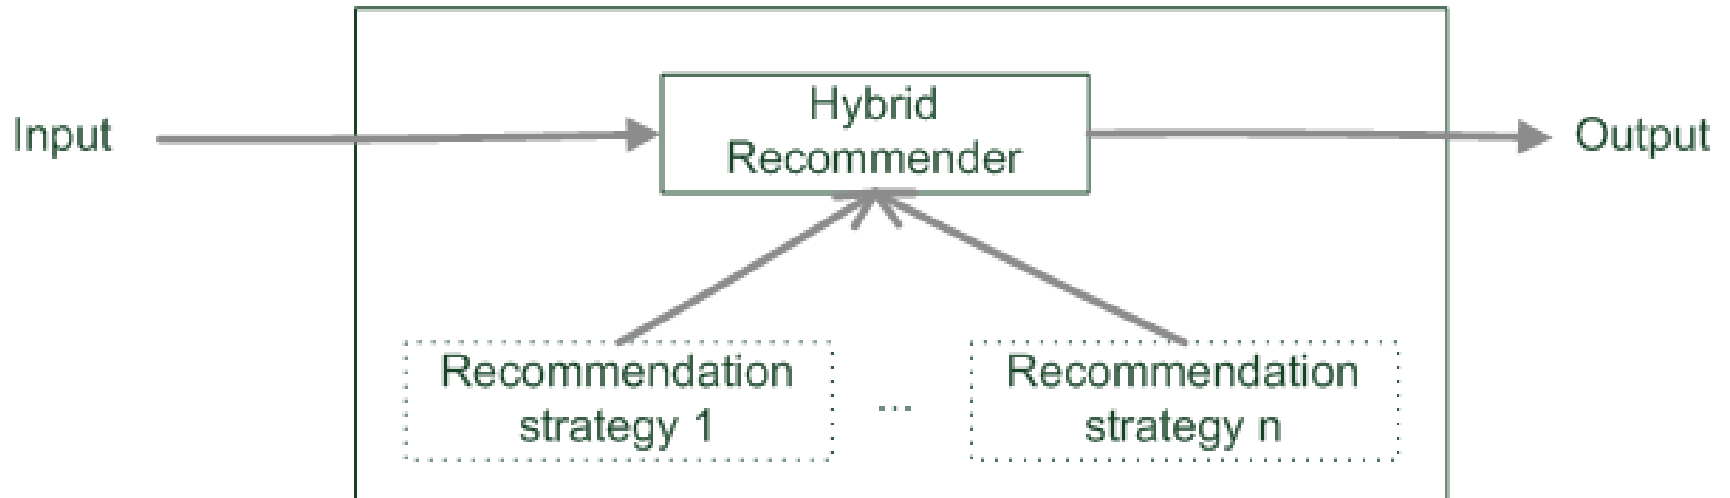 Hybrid
Recommender
Input
Output
Recommendation
strategy 1
...
Recommendation
strategy n